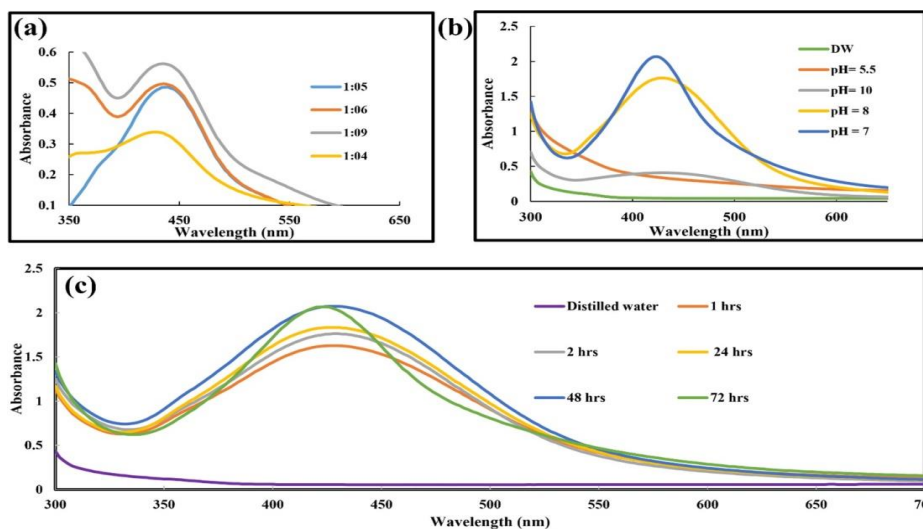 (a)
0.6
0.5
0.4
0.3
0.2
0.1
Absorbance
350
450
550
650
Wavelength (nm)
1:05
1:06
1:09
1:04
(b)
2.5
2
1.5
1
0.5
0
Absorbance
300
400
500
600
Wavelength (nm)
DW
pH= 5.5
pH= 10
pH = 8
pH = 7
(c)
2.5
2
1.5
1
0.5
0
Absorbance
300
350
400
450
500
550
600
650
Wavelength (nm)
Distilled water
1 hrs
2 hrs
24 hrs
48 hrs
72 hrs